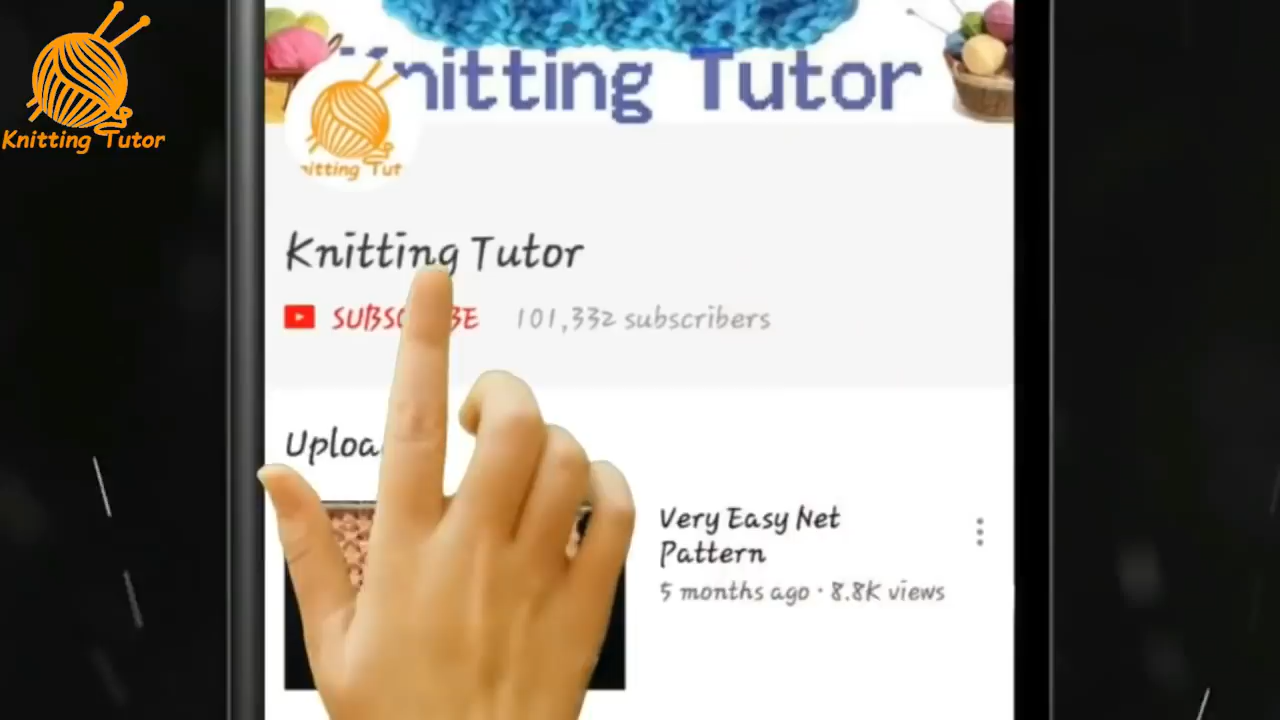 Knitting Tutor
Knitting Tutor
Knitting Tutor
SUBSCRIBE 101,332 subscribers
Very Easy Net
Pattern
5 months ago · 8.8K views